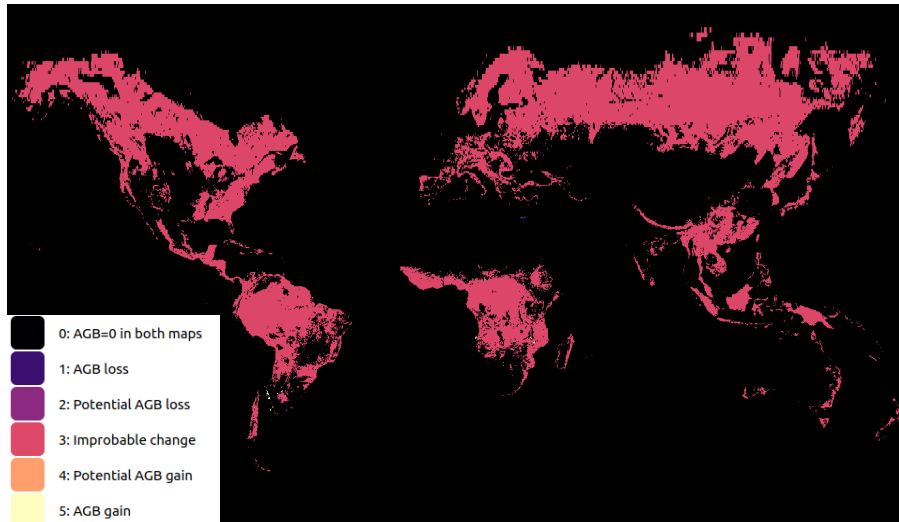 0: AGB=0 in both maps
1: AGB loss
2: Potential AGB loss
3: Improbable change
4: Potential AGB gain
5: AGB gain